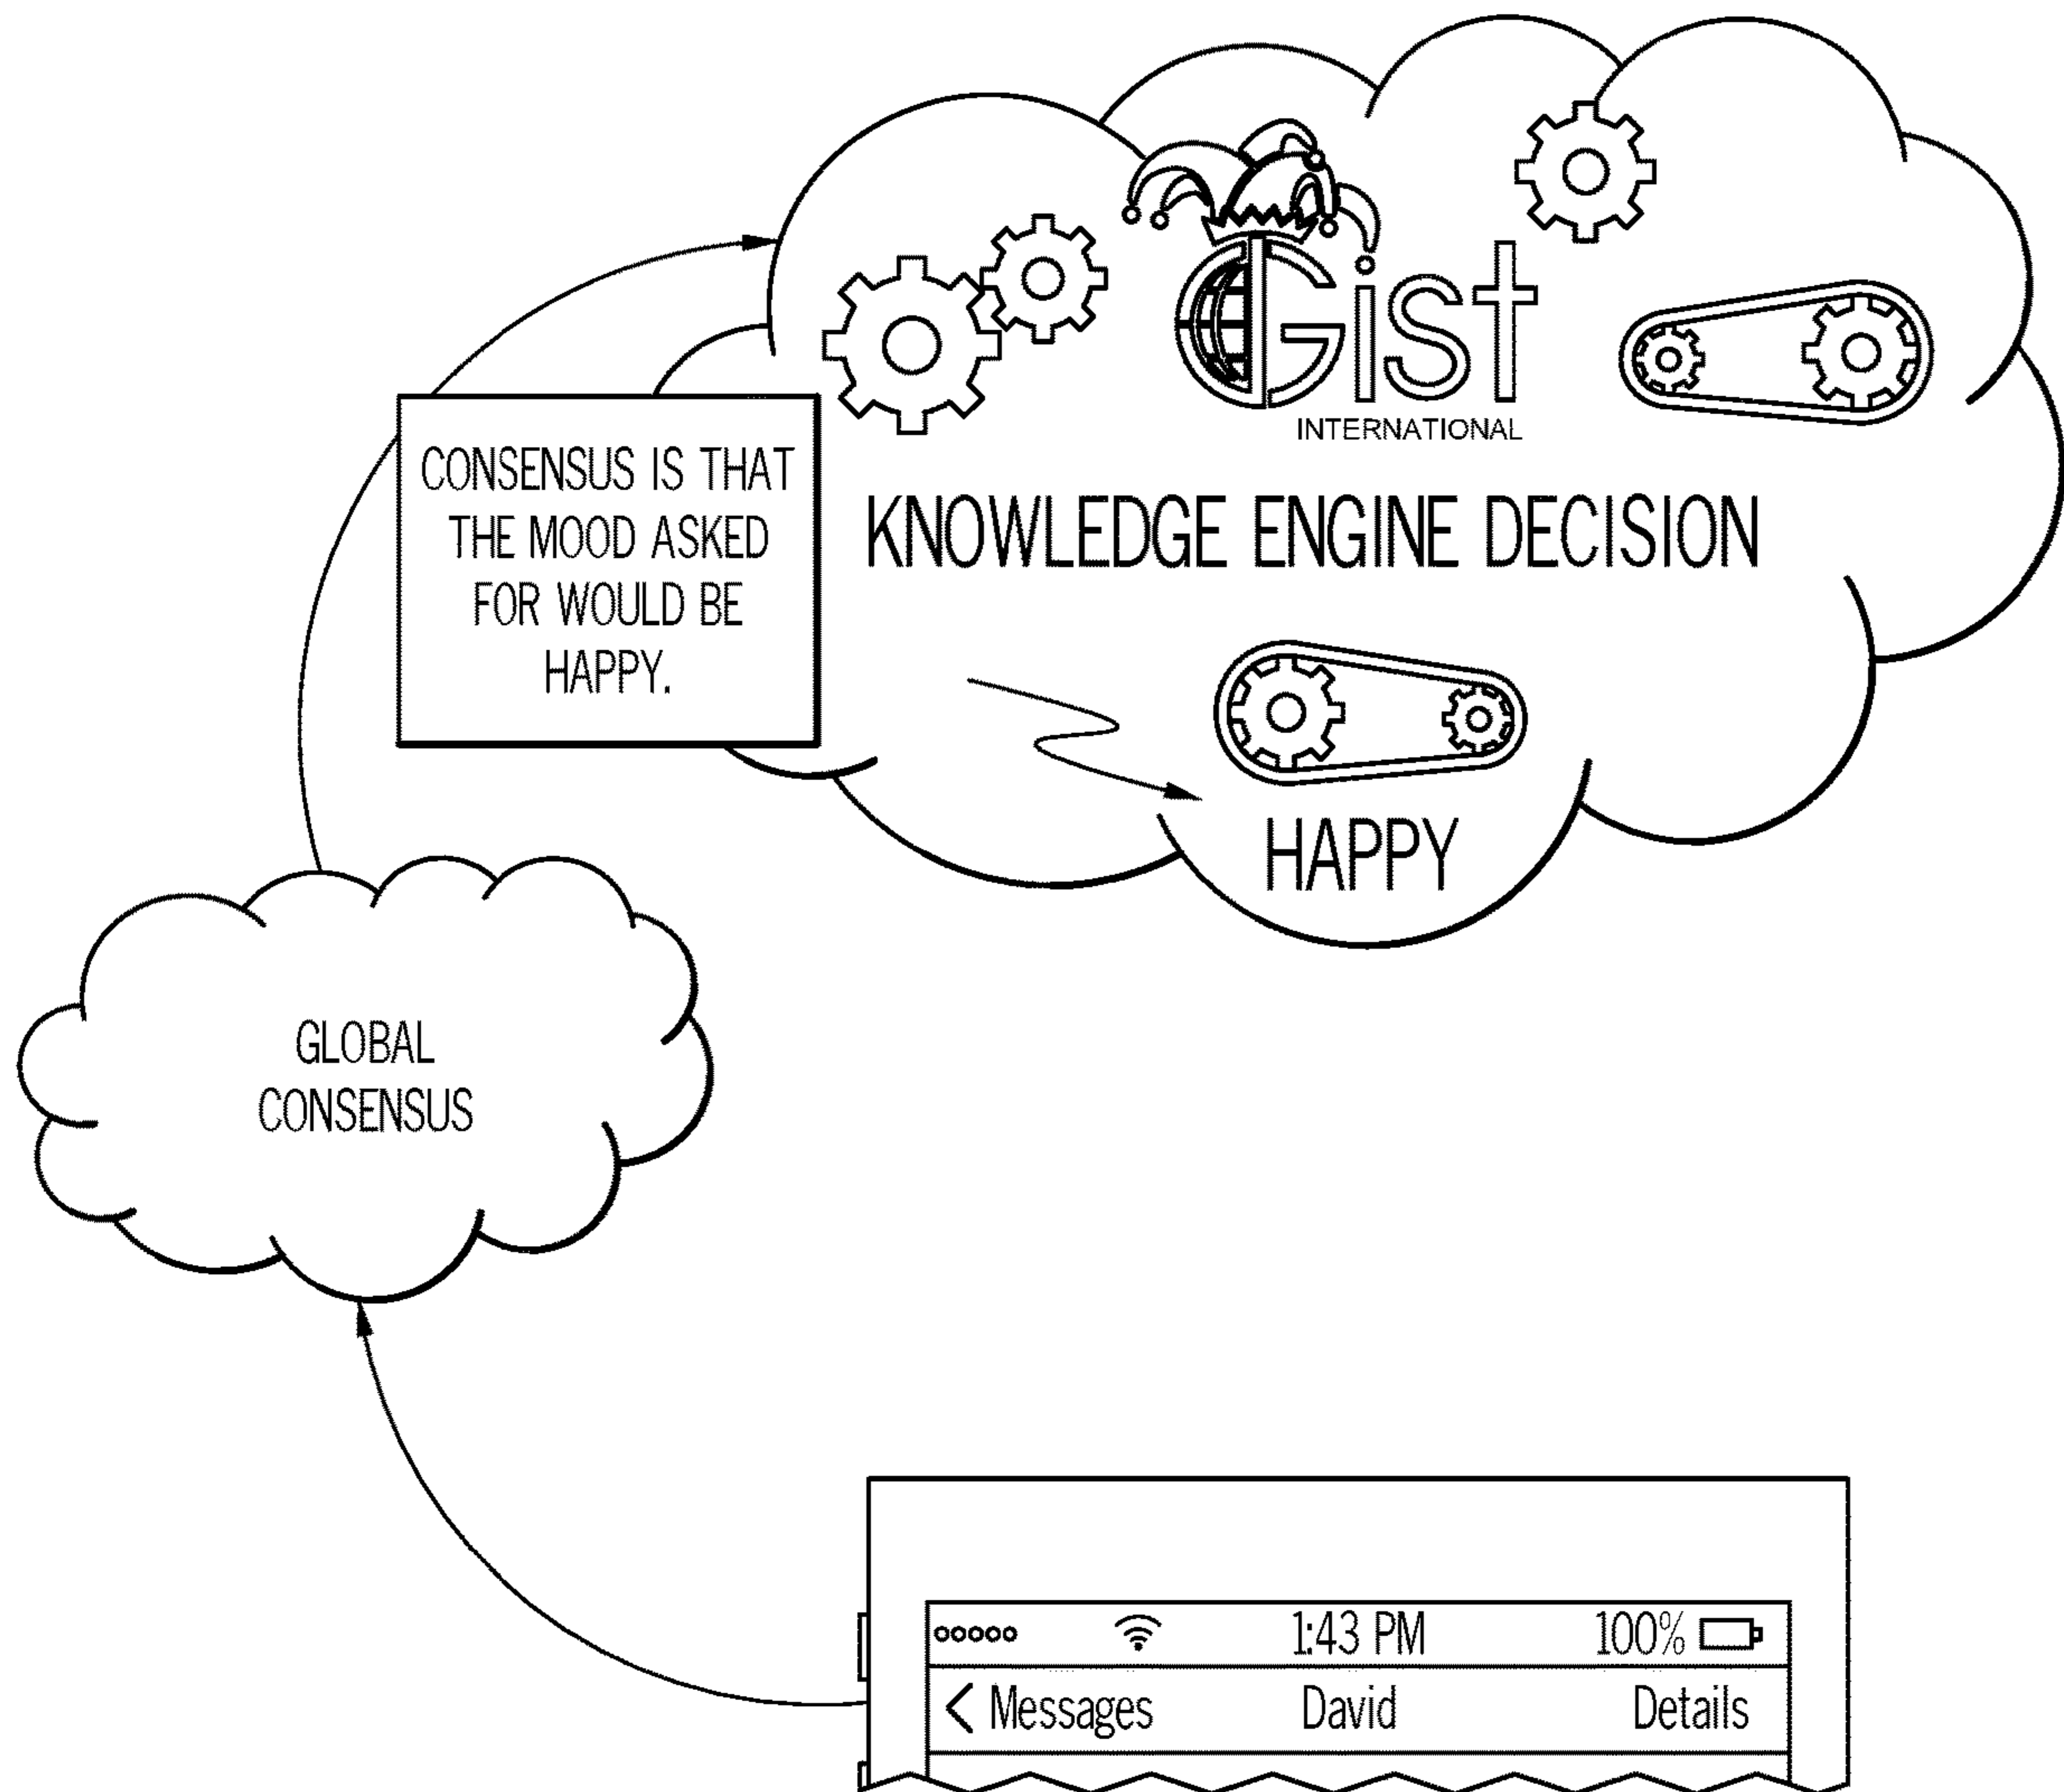 Gist
INTERNATIONAL
CONSENSUS IS THAT
THE MOOD ASKED
FOR WOULD BE
HAPPY.
KNOWLEDGE ENGINE DECISION
HAPPY
GLOBAL
CONSENSUS
1:43 PM 100%
< Messages David Details